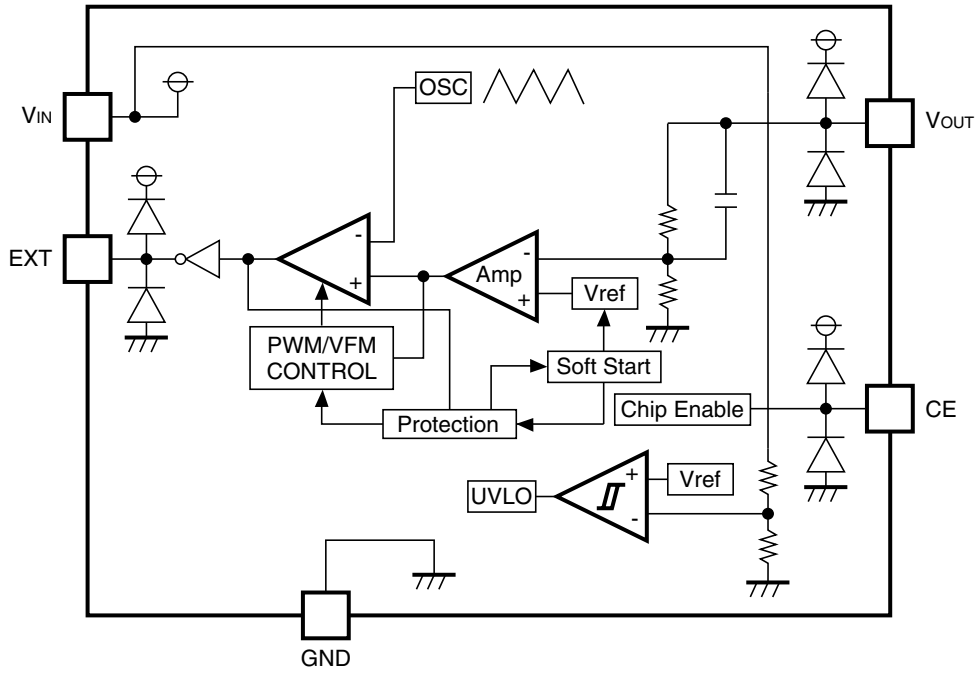 OSC
VIN
VOUT
-
EXT
-
+
Amp
+
Vref
PWM/VFM
CONTROL
Soft Start
Chip Enable
CE
Protection
+
Vref
UVLO
-
GND